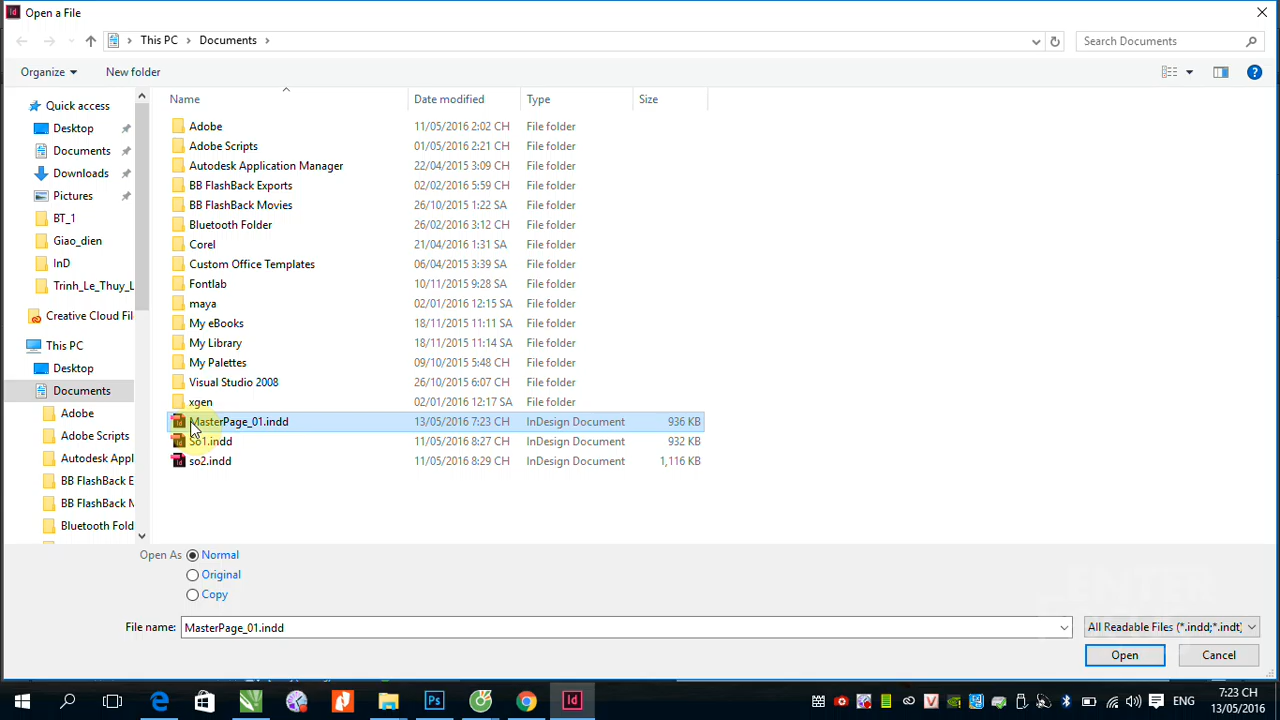 Open a File
This PC > Documents >
Search Documents
Organize
New folder
Name Date modified Type Size
Quick access
Desktop
Documents
Downloads
Pictures
BT_1
Giao_dien
InD
Trinh_Le_Thuy_L
Creative Cloud Fil
This PC
Desktop
Documents
Adobe
Adobe Scripts
Autodesk Appl
BB FlashBack E
BB FlashBack M
Bluetooth Fold
Adobe 11/05/2016 2:02 CH File folder
Adobe Scripts 01/05/2016 2:21 CH File folder
Autodesk Application Manager 22/04/2015 3:09 CH File folder
BB FlashBack Exports 02/02/2016 5:59 CH File folder
BB FlashBack Movies 26/10/2015 1:22 SA File folder
Bluetooth Folder 26/02/2016 3:12 CH File folder
Corel 21/04/2016 1:31 SA File folder
Custom Office Templates 06/04/2015 3:39 SA File folder
Fontlab 10/11/2015 9:28 SA File folder
maya 02/01/2016 12:15 SA File folder
My eBooks 18/11/2015 11:11 SA File folder
My Library 18/11/2015 11:14 SA File folder
My Palettes 09/10/2015 5:48 CH File folder
Visual Studio 2008 26/10/2015 6:07 CH File folder
xgen 02/01/2016 12:17 SA File folder
MasterPage_01.indd 13/05/2016 7:23 CH InDesign Document 936 KB
So1.indd 11/05/2016 8:27 CH InDesign Document 932 KB
so2.indd 11/05/2016 8:29 CH InDesign Document 1,116 KB
Open As Normal
Original
Copy
File name: MasterPage_01.indd
All Readable Files (*.indd;*.indt)
Open Cancel
ENG
7:23 CH
13/05/2016